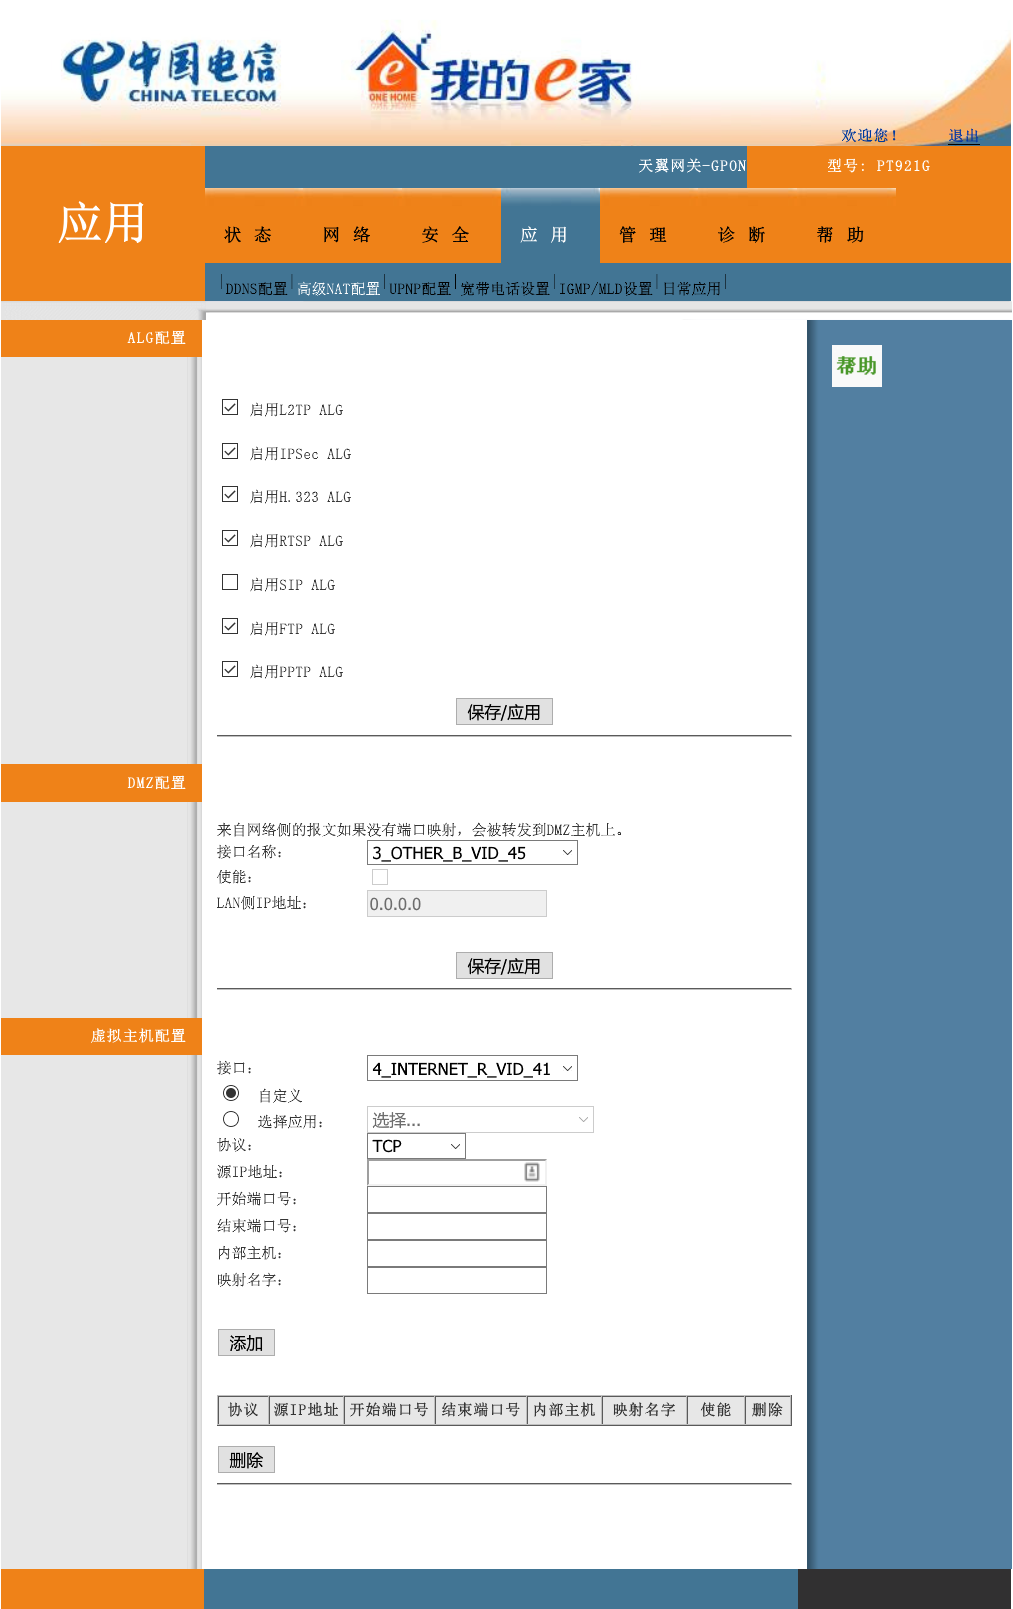 中国电信
CHINA TELECOM
e
ONE HOME
我的e家
欢迎您！ 退出
天翼网关-GPON 型号: PT921G
应用
状态 网络 安全 应用 管理 诊断 帮助
DDNS配置 高级NAT配置 UPNP配置 宽带电话设置 IGMP/MLD设置 日常应用
ALG配置
帮助
启用L2TP ALG
启用IPSec ALG
启用H.323 ALG
启用RTSP ALG
启用SIP ALG
启用FTP ALG
启用PPTP ALG
保存/应用
DMZ配置
来自网络侧的报文如果没有端口映射，会被转发到DMZ主机上。
接口名称: 3_OTHER_B_VID_45
使能:
LAN侧IP地址: 0.0.0.0
保存/应用
虚拟主机配置
接口: 4_INTERNET_R_VID_41
自定义
选择应用: 选择...
协议: TCP
源IP地址:
开始端口号:
结束端口号:
内部主机:
映射名字:
添加
协议 源IP地址 开始端口号 结束端口号 内部主机 映射名字 使能 删除
删除